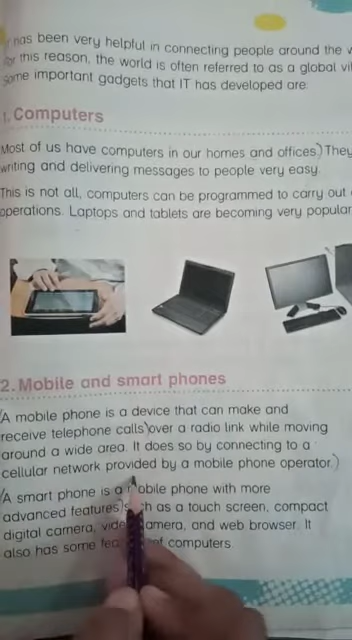 has been very helpful in connecting people around the
for this reason, the world is often referred to as a global
Some important gadgets that IT has developed are
1. Computers
Most of us have computers in our homes and offices. They
writing and delivering messages to people very easy.
This is not all, computers can be programmed to carry out
operations. Laptops and tablets are becoming very popular
2. Mobile and smart phones
A mobile phone is a device that can make and
receive telephone calls over a radio link while moving
around a wide area. It does so by connecting to a
cellular network provided by a mobile phone operator.
A smart phone is a mobile phone with more
advanced features such as a touch screen, compact
digital camera, video camera, and web browser. It
also has some of computers.